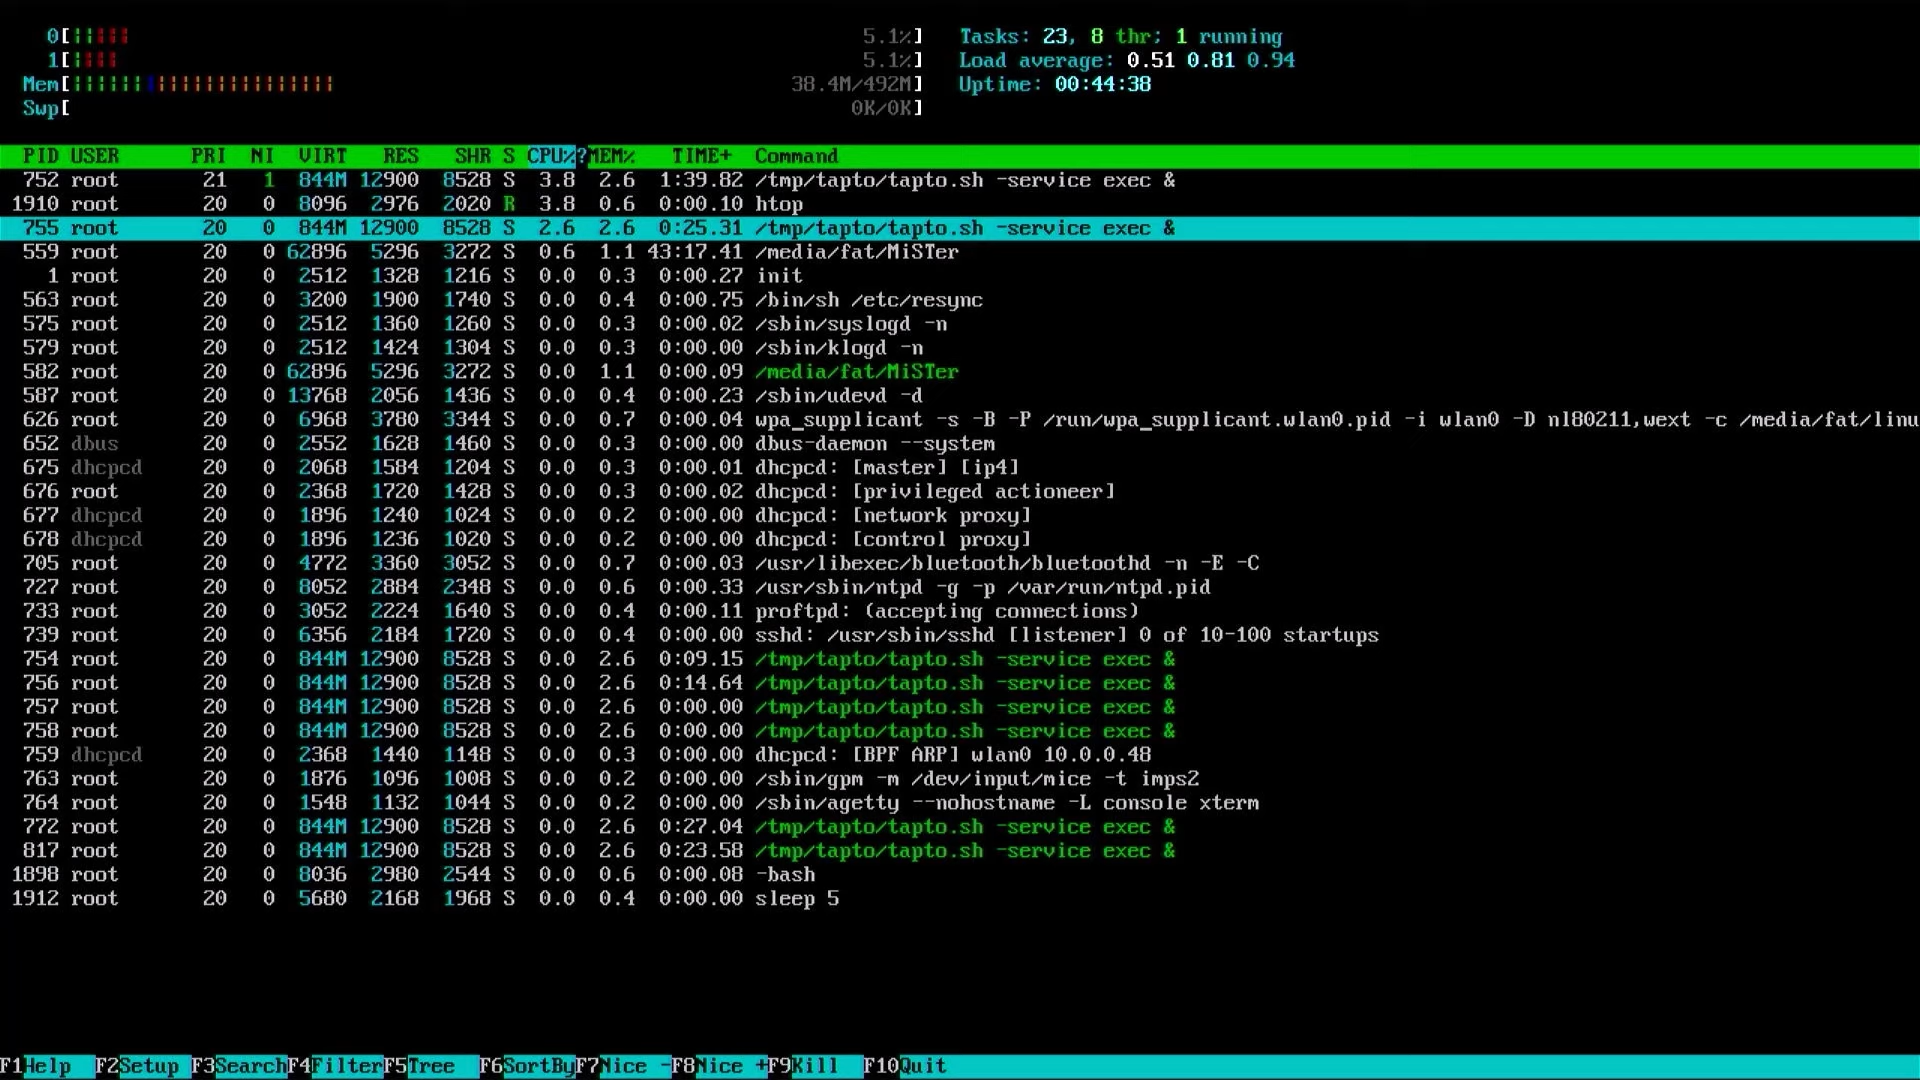 0[||||| 5.1%] Tasks: 23, 8 thr; 1 running
1[|||| 5.1%] Load average: 0.51 0.81 0.94
Mem[|||||||||||||||||||||| 38.4M/492M] Uptime: 00:44:38
Swp[ 0K/0K]
PID USER PRI NI VIRT RES SHR S CPU%?MEM% TIME+ Command
752 root 21 1 844M 12900 8528 S 3.8 2.6 1:39.82 /tmp/tapto/tapto.sh -service exec &
1910 root 20 0 8096 2976 2020 R 3.8 0.6 0:00.10 htop
755 root 20 0 844M 12900 8528 S 2.6 2.6 0:25.31 /tmp/tapto/tapto.sh -service exec &
559 root 20 0 62896 5296 3272 S 0.6 1.1 43:17.41 /media/fat/MiSTer
1 root 20 0 2512 1328 1216 S 0.0 0.3 0:00.27 init
563 root 20 0 3200 1900 1740 S 0.0 0.4 0:00.75 /bin/sh /etc/resync
575 root 20 0 2512 1360 1260 S 0.0 0.3 0:00.02 /sbin/syslogd -n
579 root 20 0 2512 1424 1304 S 0.0 0.3 0:00.00 /sbin/klogd -n
582 root 20 0 62896 5296 3272 S 0.0 1.1 0:00.09 /media/fat/MiSTer
587 root 20 0 13768 2056 1436 S 0.0 0.4 0:00.23 /sbin/udevd -d
626 root 20 0 6968 3780 3344 S 0.0 0.7 0:00.04 wpa_supplicant -s -B -P /run/wpa_supplicant.wlan0.pid -i wlan0 -D nl80211,wext -c /media/fat/linu
652 dbus 20 0 2552 1628 1460 S 0.0 0.3 0:00.00 dbus-daemon --system
675 dhcpcd 20 0 2068 1584 1204 S 0.0 0.3 0:00.01 dhcpcd: [master] [ip4]
676 root 20 0 2368 1720 1428 S 0.0 0.3 0:00.02 dhcpcd: [privileged actioneer]
677 dhcpcd 20 0 1896 1240 1024 S 0.0 0.2 0:00.00 dhcpcd: [network proxy]
678 dhcpcd 20 0 1896 1236 1020 S 0.0 0.2 0:00.00 dhcpcd: [control proxy]
705 root 20 0 4772 3360 3052 S 0.0 0.7 0:00.03 /usr/libexec/bluetooth/bluetoothd -n -E -C
727 root 20 0 8052 2884 2348 S 0.0 0.6 0:00.33 /usr/sbin/ntpd -g -p /var/run/ntpd.pid
733 root 20 0 3052 2224 1640 S 0.0 0.4 0:00.11 proftpd: (accepting connections)
739 root 20 0 6356 2184 1720 S 0.0 0.4 0:00.00 sshd: /usr/sbin/sshd [listener] 0 of 10-100 startups
754 root 20 0 844M 12900 8528 S 0.0 2.6 0:09.15 /tmp/tapto/tapto.sh -service exec &
756 root 20 0 844M 12900 8528 S 0.0 2.6 0:14.64 /tmp/tapto/tapto.sh -service exec &
757 root 20 0 844M 12900 8528 S 0.0 2.6 0:00.00 /tmp/tapto/tapto.sh -service exec &
758 root 20 0 844M 12900 8528 S 0.0 2.6 0:00.00 /tmp/tapto/tapto.sh -service exec &
759 dhcpcd 20 0 2368 1440 1148 S 0.0 0.3 0:00.00 dhcpcd: [BPF ARP] wlan0 10.0.0.48
763 root 20 0 1876 1096 1008 S 0.0 0.2 0:00.00 /sbin/gpm -m /dev/input/mice -t imps2
764 root 20 0 1548 1132 1044 S 0.0 0.2 0:00.00 /sbin/agetty --nohostname -L console xterm
772 root 20 0 844M 12900 8528 S 0.0 2.6 0:27.04 /tmp/tapto/tapto.sh -service exec &
817 root 20 0 844M 12900 8528 S 0.0 2.6 0:23.58 /tmp/tapto/tapto.sh -service exec &
1898 root 20 0 8036 2980 2544 S 0.0 0.6 0:00.08 -bash
1912 root 20 0 5680 2168 1968 S 0.0 0.4 0:00.00 sleep 5
F1Help F2Setup F3SearchF4FilterF5Tree F6SortByF7Nice -F8Nice +F9Kill F10Quit